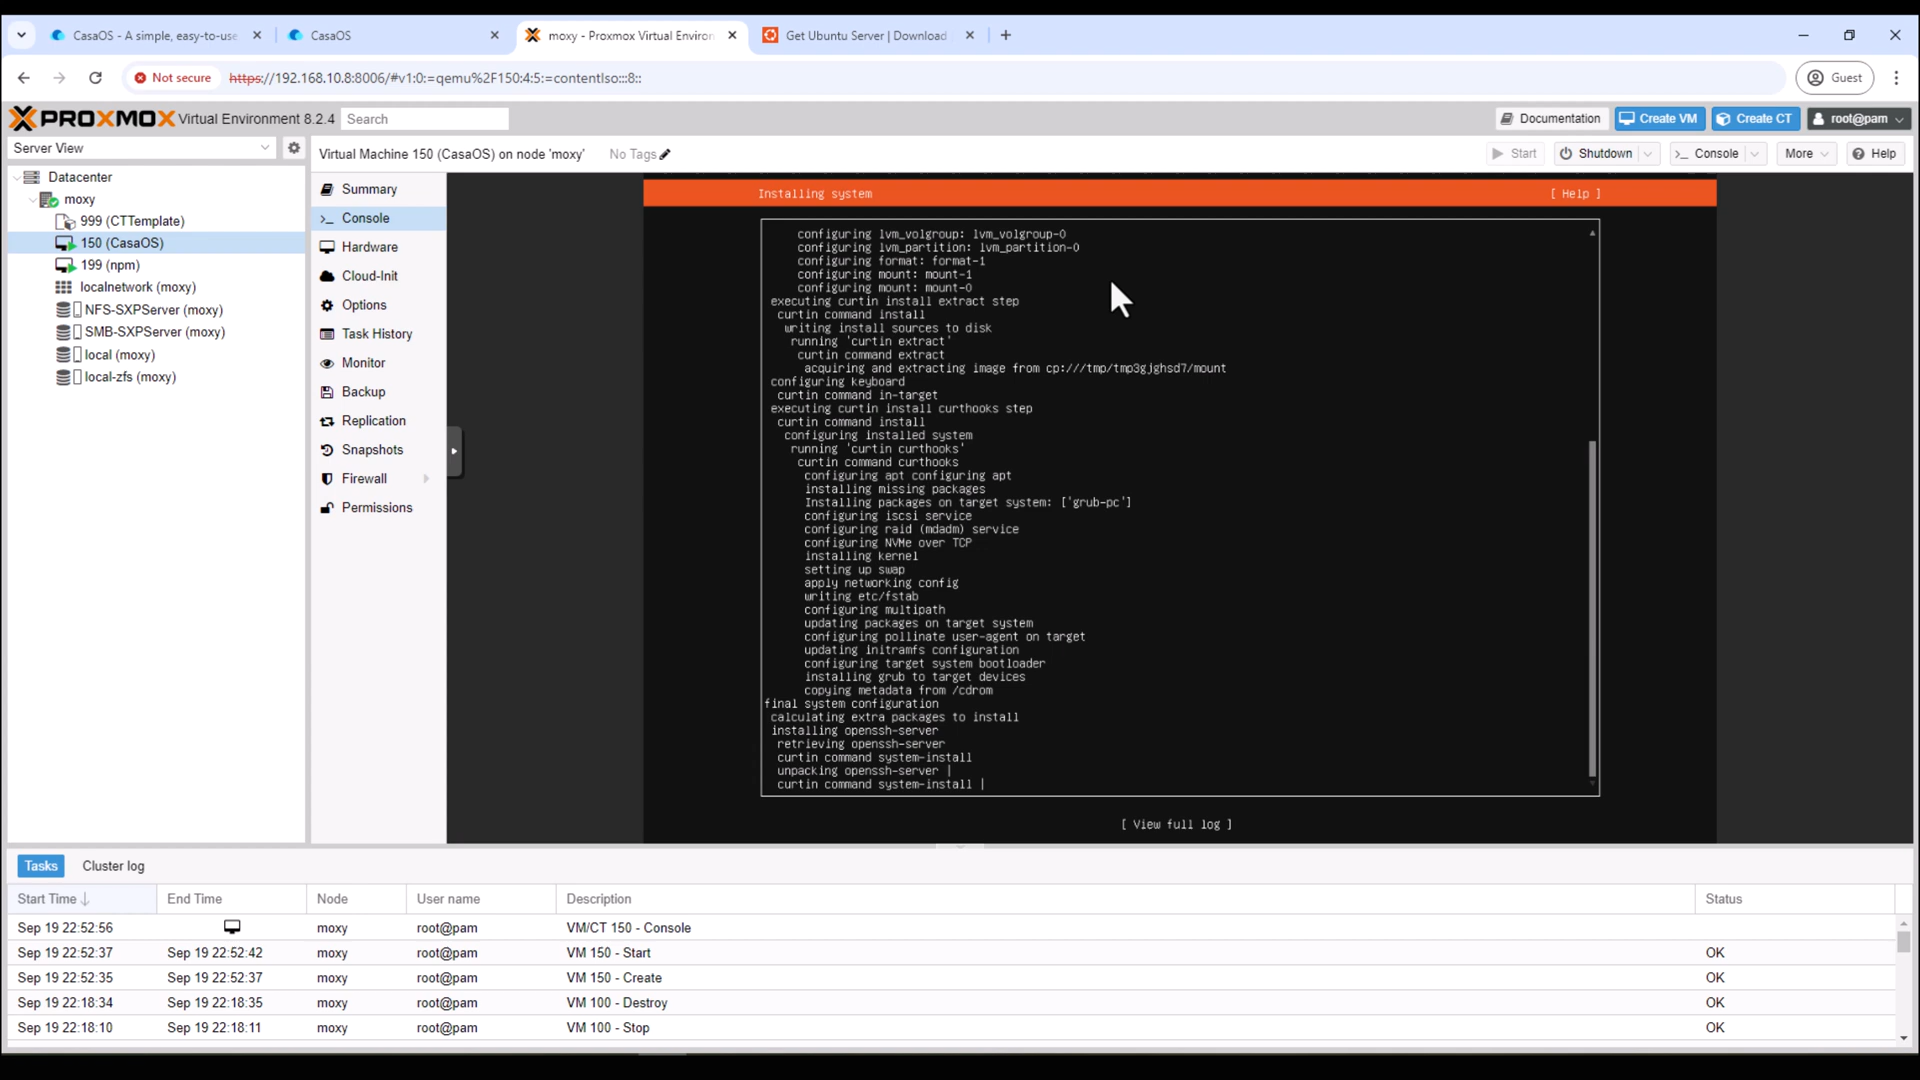 CasaOS - A simple, easy-to-use
CasaOS
moxy - Proxmox Virtual Environ
Get Ubuntu Server | Download
Not secure
https://192.168.10.8:8006/#v1:0:=qemu%2F150:4:5:=contentIso:::8::
Guest
PROXMOX Virtual Environment 8.2.4
Search
Documentation
Create VM
Create CT
root@pam
Server View
Virtual Machine 150 (CasaOS) on node 'moxy'
No Tags
Start
Shutdown
Console
More
Help
Datacenter
moxy
999 (CTTemplate)
150 (CasaOS)
199 (npm)
localnetwork (moxy)
NFS-SXPServer (moxy)
SMB-SXPServer (moxy)
local (moxy)
local-zfs (moxy)
Summary
Console
Hardware
Cloud-Init
Options
Task History
Monitor
Backup
Replication
Snapshots
Firewall
Permissions
Installing system
[ Help ]
configuring lvm_volgroup: lvm_volgroup-0
configuring lvm_partition: lvm_partition-0
configuring format: format-1
configuring mount: mount-1
configuring mount: mount-0
executing curtin install extract step
curtin command install
writing install sources to disk
running 'curtin extract'
curtin command extract
acquiring and extracting image from cp:///tmp/tmp3gjghsd7/mount
configuring keyboard
curtin command in-target
executing curtin install curthooks step
curtin command install
configuring installed system
running 'curtin curthooks'
curtin command curthooks
configuring apt configuring apt
installing missing packages
Installing packages on target system: ['grub-pc']
configuring iscsi service
configuring raid (mdadm) service
configuring NVMe over TCP
installing kernel
setting up swap
apply networking config
writing etc/fstab
configuring multipath
updating packages on target system
configuring pollinate user-agent on target
updating initramfs configuration
configuring target system bootloader
installing grub to target devices
copying metadata from /cdrom
final system configuration
calculating extra packages to install
installing openssh-server
retrieving openssh-server
curtin command system-install
unpacking openssh-server |
curtin command system-install |
[ View full log ]
Tasks
Cluster log
Start Time
End Time
Node
User name
Description
Status
Sep 19 22:52:56 moxy root@pam VM/CT 150 - Console
Sep 19 22:52:37 Sep 19 22:52:42 moxy root@pam VM 150 - Start OK
Sep 19 22:52:35 Sep 19 22:52:37 moxy root@pam VM 150 - Create OK
Sep 19 22:18:34 Sep 19 22:18:35 moxy root@pam VM 100 - Destroy OK
Sep 19 22:18:10 Sep 19 22:18:11 moxy root@pam VM 100 - Stop OK